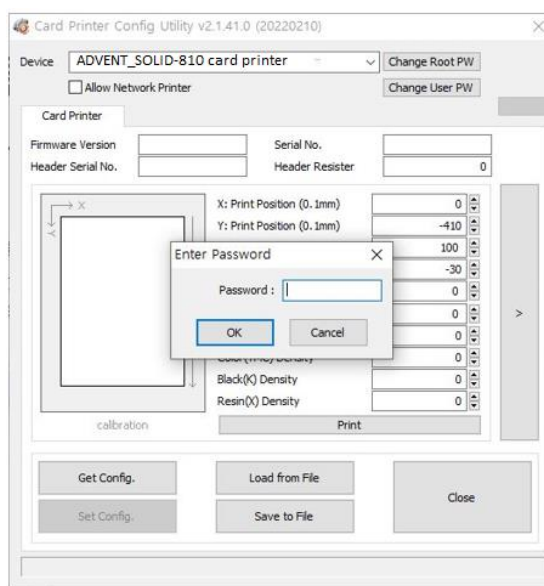 Card Printer Config Utility v2.1.41.0 (20220210)
Device ADVENT_SOLID-810 card printer Change Root PW
Allow Network Printer Change User PW
Card Printer
Firmware Version Serial No.
Header Serial No. Header Resister 0
X X: Print Position (0.1mm) 0
Y Y: Print Position (0.1mm) -410
100
Enter Password
-30
Password :
0
0 >
OK Cancel
0
Density 0
Black(K) Density 0
Resin(X) Density 0
calbration Print
Get Config. Load from File
Close
Set Config. Save to File